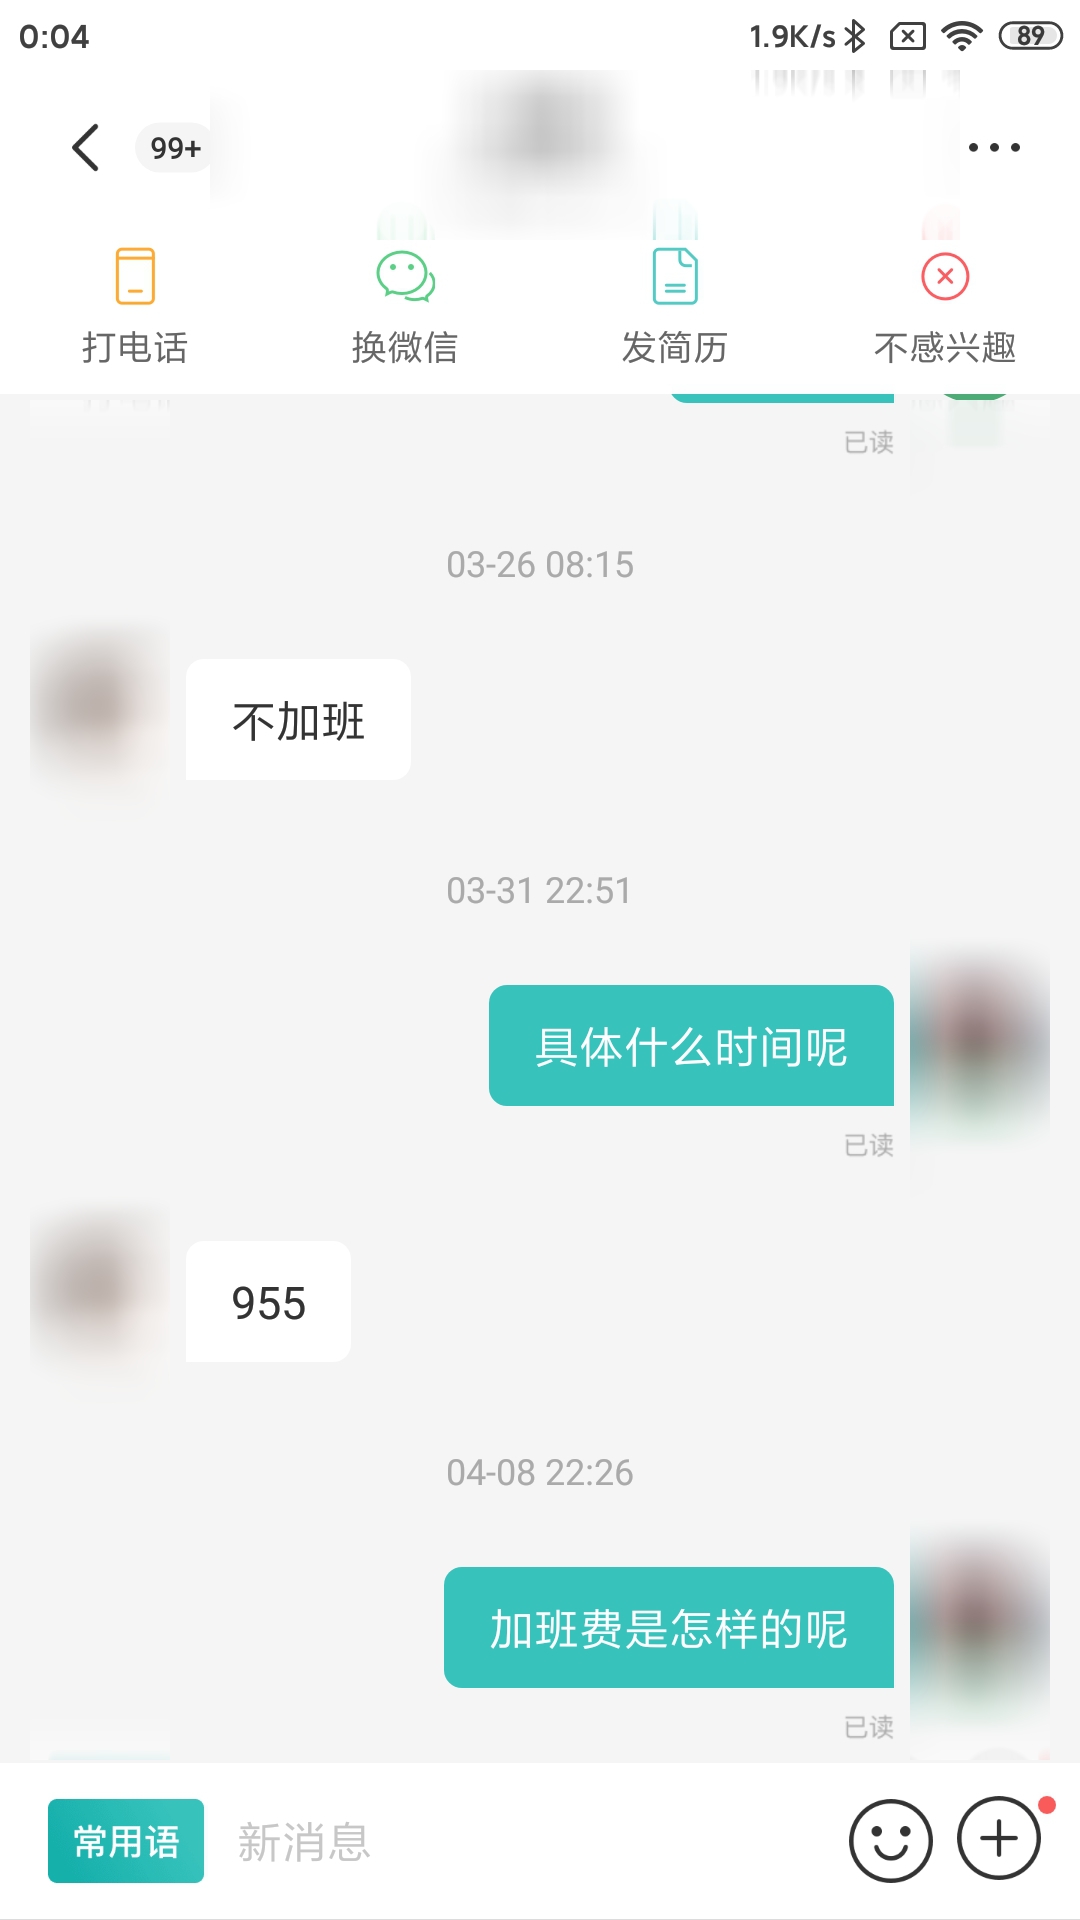 0:04 1.9K/s 89
99+
打电话 换微信 发简历 不感兴趣
已读
03-26 08:15
不加班
03-31 22:51
具体什么时间呢
已读
955
04-08 22:26
加班费是怎样的呢
已读
常用语 新消息